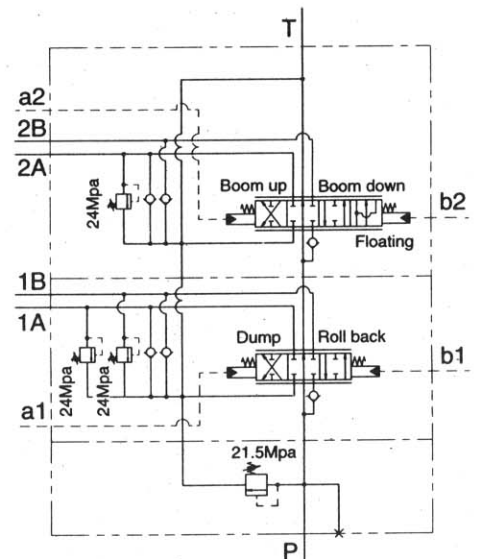 T
a2
2B
2A
24Mpa
Boom up
Boom down
b2
Floating
1B
1A
24Mpa
24Mpa
Dump
Roll back
b1
a1
21.5Mpa
P